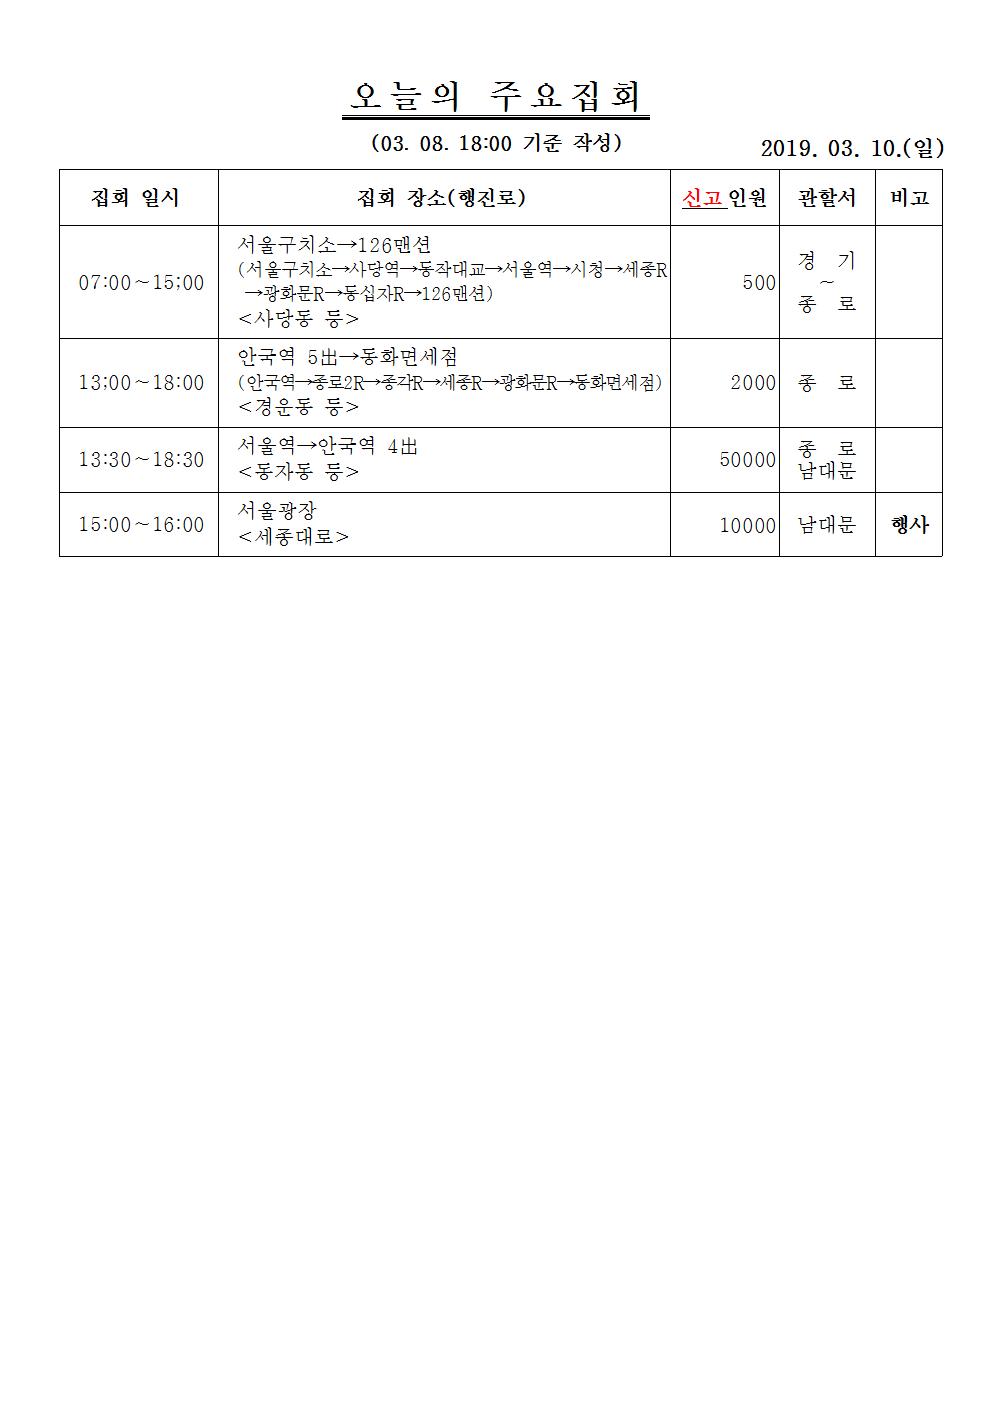 오늘의 주요집회
(03. 08. 18:00 기준 작성)
2019. 03. 10.(일)
집회 일시 집회 장소(행진로) 신고인원 관할서 비고
07:00~15;00
서울구치소→126맨션
(서울구치소→사당역→동작대교→서울역→시청→세종R
→광화문R→동십자R→126맨션)
<사당동 등>
500
경 기
~
종 로
13:00~18:00
안국역 5出→동화면세점
(안국역→종로2R→종각R→세종R→광화문R→동화면세점)
<경운동 등>
2000
종 로
13:30~18:30
서울역→안국역 4出
<동자동 등>
50000
종 로
남대문
15:00~16:00
서울광장
<세종대로>
10000
남대문
행사